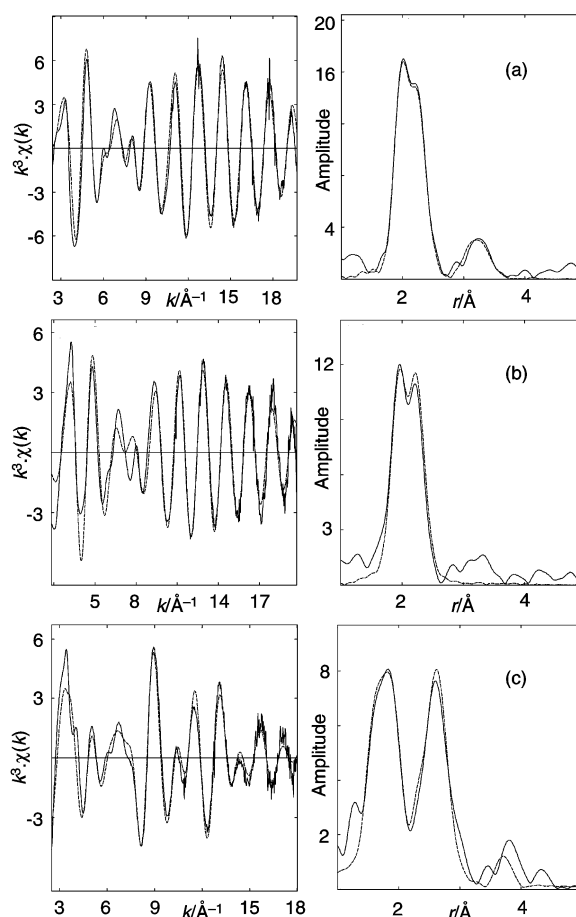 6
3
-3
-6
k³.χ(k)
3 6 9 k/Å⁻¹ 15 18
20
16
4
Amplitude
(a)
2 r/Å 4
6
3
-3
k³.χ(k)
5 8 k/Å⁻¹ 14 17
12
3
Amplitude
(b)
2 r/Å 4
6
3
-3
k³.χ(k)
3 6 9 k/Å⁻¹ 15 18
8
2
Amplitude
(c)
2 r/Å 4